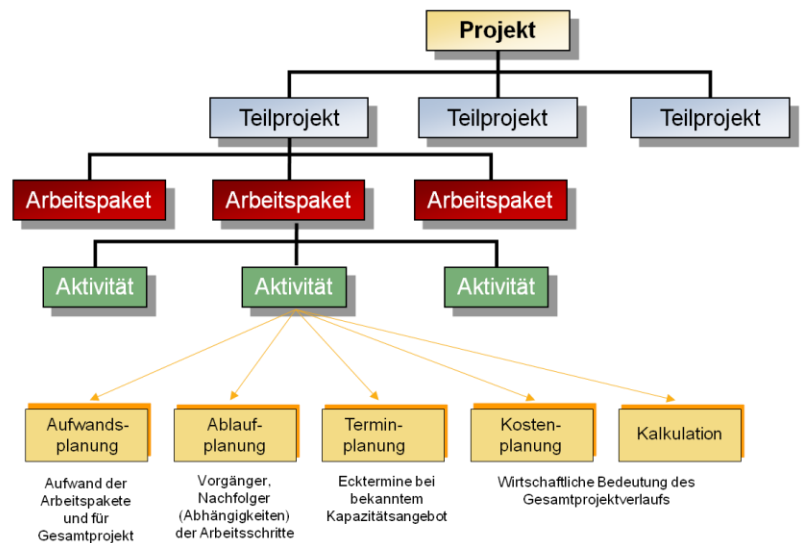 Projekt
Teilprojekt
Teilprojekt
Teilprojekt
Arbeitspaket
Arbeitspaket
Arbeitspaket
Aktivität
Aktivität
Aktivität
Aufwands-
planung
Ablauf-
planung
Termin-
planung
Kosten-
planung
Kalkulation
Aufwand der
Arbeitspakete
und für
Gesamtprojekt
Vorgänger,
Nachfolger
(Abhängigkeiten)
der Arbeitsschritte
Ecktermine bei
bekanntem
Kapazitätsangebot
Wirtschaftliche Bedeutung des
Gesamtprojektverlaufs